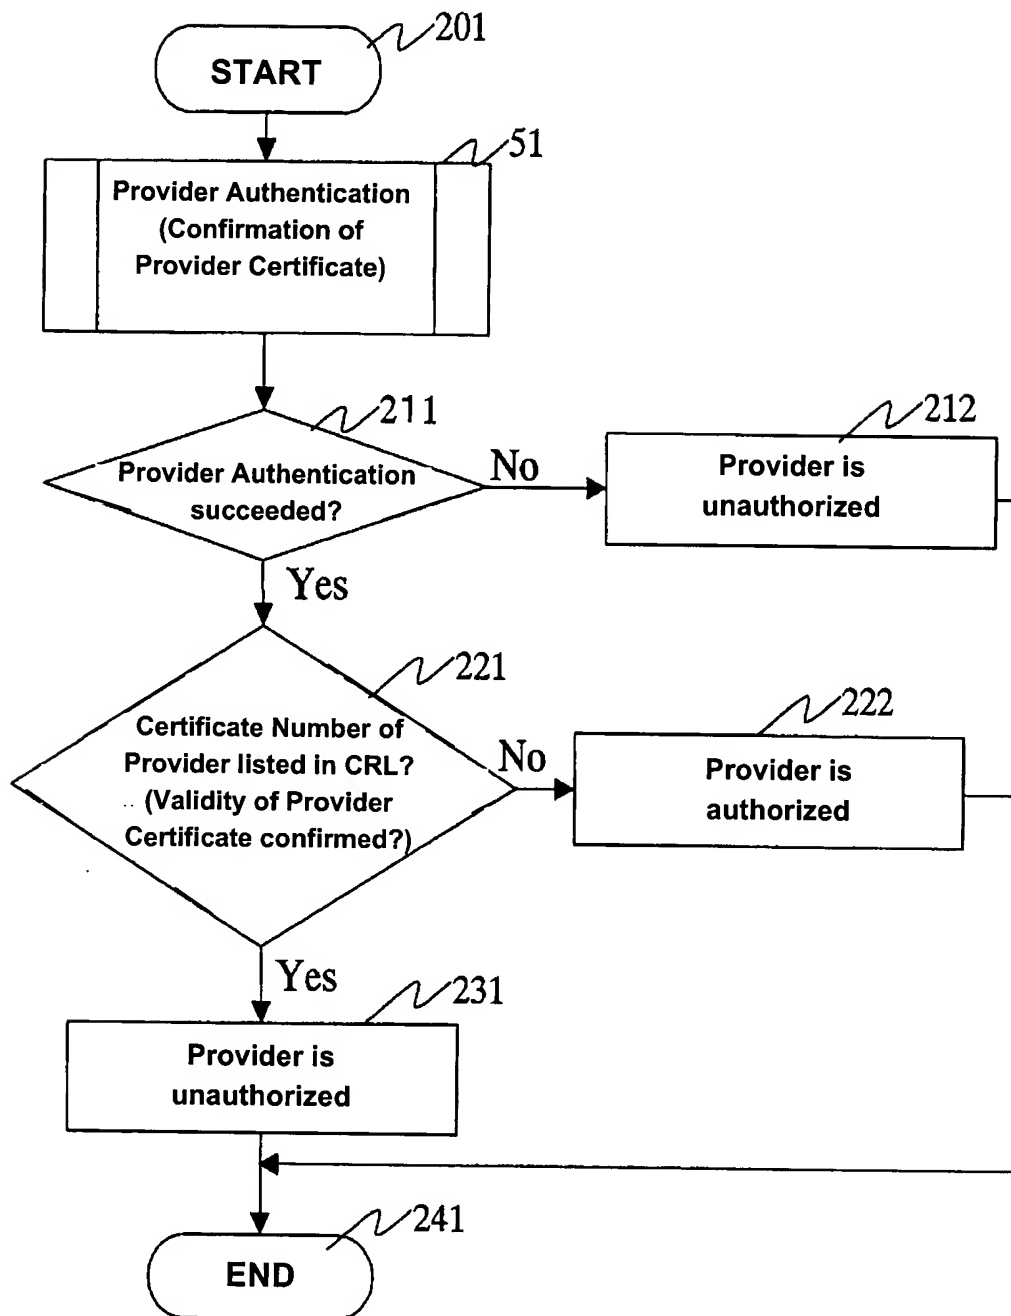 201
START
51
Provider Authentication
(Confirmation of
Provider Certificate)
211
Provider Authentication
succeeded?
No
212
Provider is
unauthorized
Yes
221
Certificate Number of
Provider listed in CRL?
(Validity of Provider
Certificate confirmed?)
No
222
Provider is
authorized
Yes
231
Provider is
unauthorized
241
END